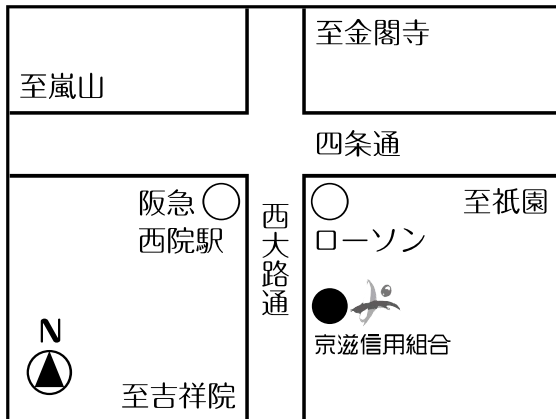 至金閣寺
至嵐山
四条通
阪急
西院駅
西大路通
至祇園
ローソン
京滋信用組合
N
至吉祥院